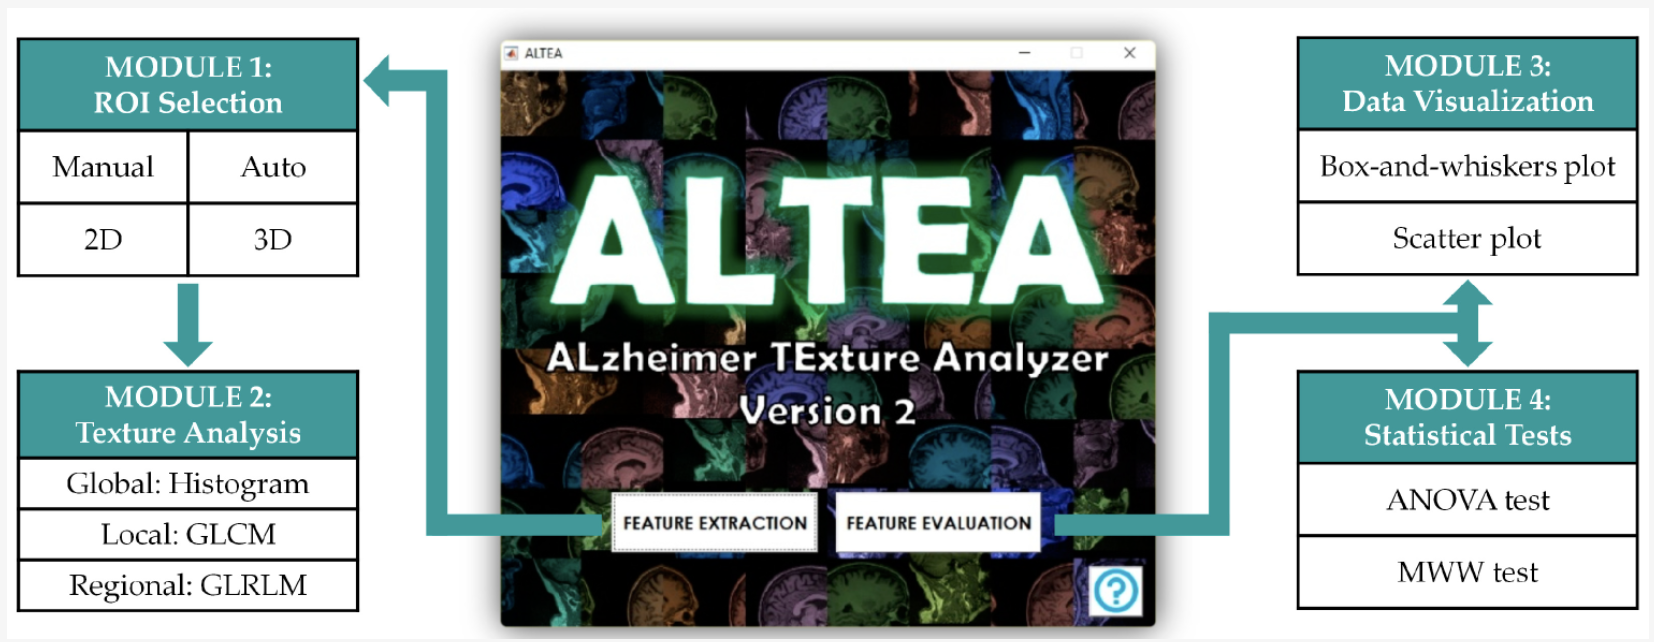 MODULE 1:
ROI Selection
Manual
Auto
2D
3D
MODULE 2:
Texture Analysis
Global: Histogram
Local: GLCM
Regional: GLRLM
ALTEA
ALTEA
ALzheimer TExture Analyzer
Version 2
FEATURE EXTRACTION
FEATURE EVALUATION
?
MODULE 3:
Data Visualization
Box-and-whiskers plot
Scatter plot
MODULE 4:
Statistical Tests
ANOVA test
MWW test